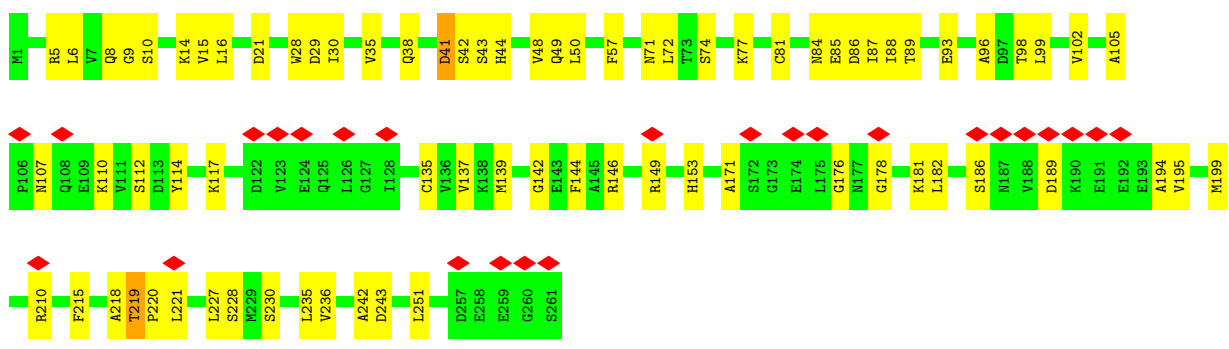 M1 R5 L6 V7 Q8 G9 S10 K14 V15 L16 D21 W28 D29 I30 V35 Q38 D41 S42 S43 H44 V48 Q49 L50 F57 N71 L72 T73 S74 K77 C81 N84 E85 D86 I87 I88 T89 E93 A96 D97 T98 L99 V102 A105
P106 N107 Q108 E109 K110 V111 S112 D113 Y114 K117 D122 V123 E124 Q125 L126 G127 I128 C135 V136 V137 K138 M139 G142 E143 F144 A145 R146 R149 H153 A171 S172 G173 E174 L175 G176 N177 G178 K181 L182 S186 N187 V188 D189 K190 E191 E192 E193 A194 V195 M199
R210 F215 A218 T219 P220 L221 L227 S228 M229 S230 L235 V236 A242 D243 L251 D257 E258 E259 G260 S261